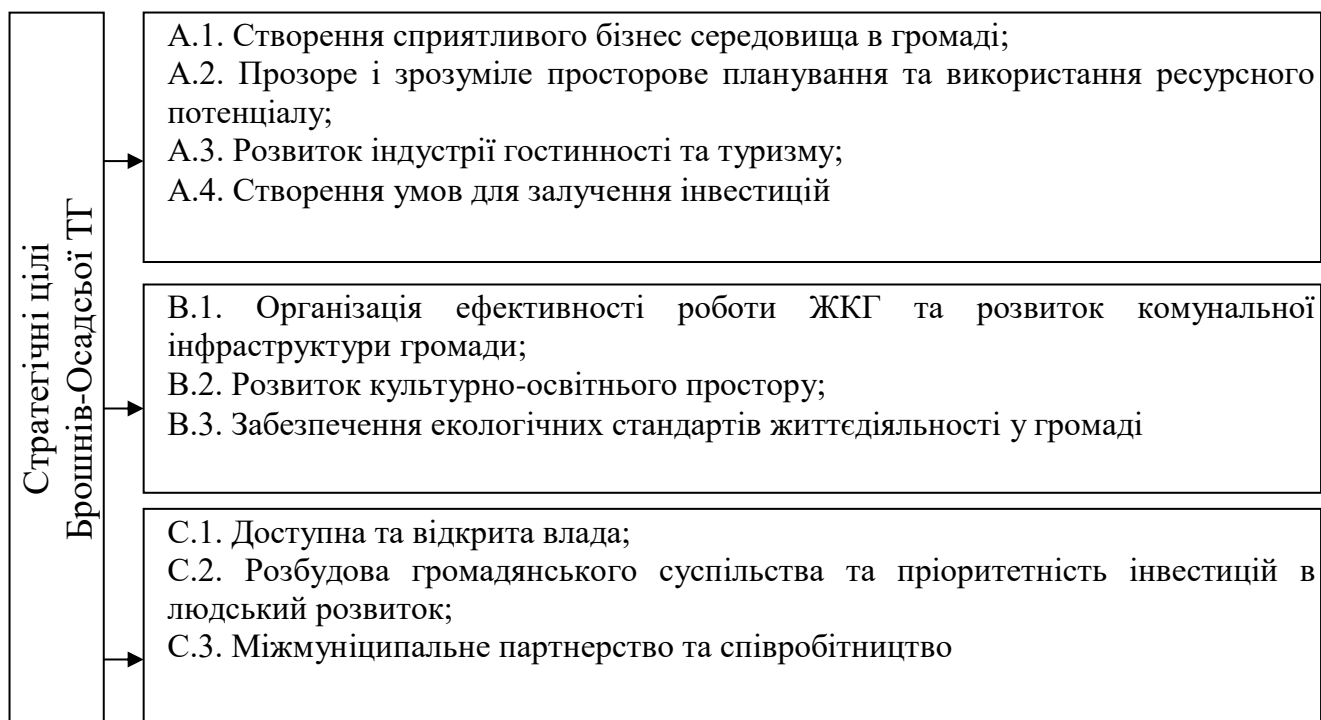 Стратегічні цілі
Брошнів-Осадсьої ТГ
А.1. Створення сприятливого бізнес середовища в громаді;
А.2. Прозоре і зрозуміле просторове планування та використання ресурсного
потенціалу;
А.3. Розвиток індустрії гостинності та туризму;
А.4. Створення умов для залучення інвестицій
В.1. Організація ефективності роботи ЖКГ та розвиток комунальної
інфраструктури громади;
В.2. Розвиток культурно-освітнього простору;
В.3. Забезпечення екологічних стандартів життєдіяльності у громаді
С.1. Доступна та відкрита влада;
С.2. Розбудова громадянського суспільства та пріоритетність інвестицій в
людський розвиток;
С.3. Міжмуніципальне партнерство та співробітництво